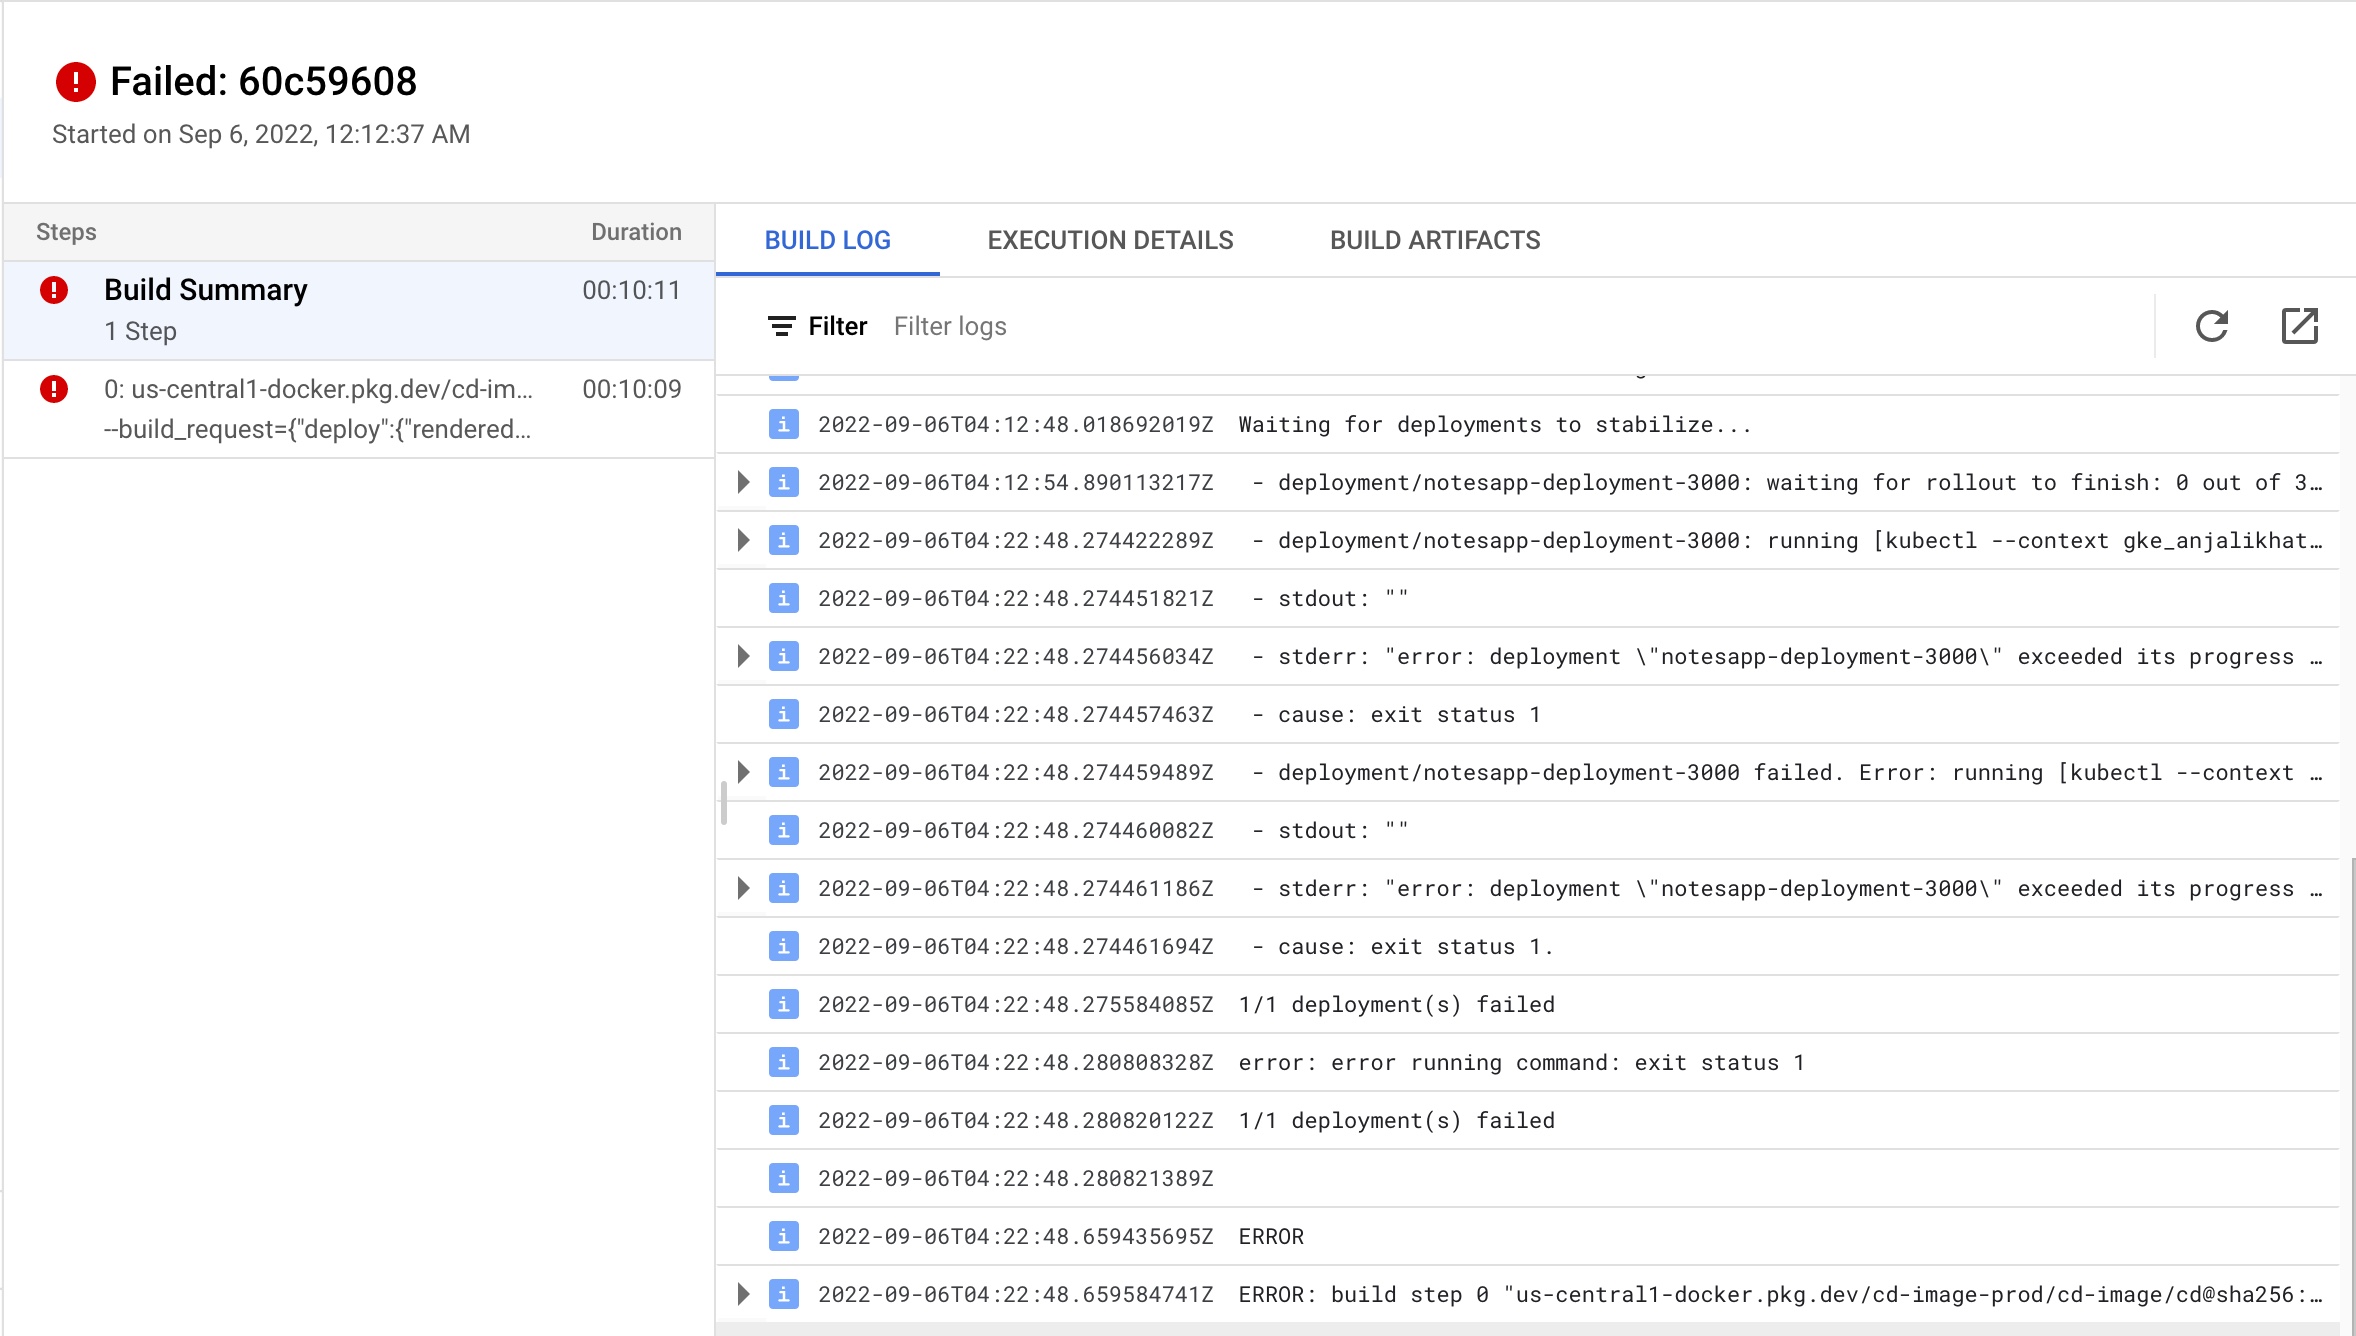 Failed: 60c59608
Started on Sep 6, 2022, 12:12:37 AM
Steps Duration
Build Summary 00:10:11
1 Step
0: us-central1-docker.pkg.dev/cd-im... 00:10:09
--build_request={"deploy":{"rendered...
BUILD LOG EXECUTION DETAILS BUILD ARTIFACTS
Filter Filter logs
2022-09-06T04:12:48.018692019Z Waiting for deployments to stabilize...
2022-09-06T04:12:54.890113217Z - deployment/notesapp-deployment-3000: waiting for rollout to finish: 0 out of 3…
2022-09-06T04:22:48.274422289Z - deployment/notesapp-deployment-3000: running [kubectl --context gke_anjalikhat…
2022-09-06T04:22:48.274451821Z - stdout: ""
2022-09-06T04:22:48.274456034Z - stderr: "error: deployment \"notesapp-deployment-3000\" exceeded its progress …
2022-09-06T04:22:48.274457463Z - cause: exit status 1
2022-09-06T04:22:48.274459489Z - deployment/notesapp-deployment-3000 failed. Error: running [kubectl --context …
2022-09-06T04:22:48.274460082Z - stdout: ""
2022-09-06T04:22:48.274461186Z - stderr: "error: deployment \"notesapp-deployment-3000\" exceeded its progress …
2022-09-06T04:22:48.274461694Z - cause: exit status 1.
2022-09-06T04:22:48.275584085Z 1/1 deployment(s) failed
2022-09-06T04:22:48.280808328Z error: error running command: exit status 1
2022-09-06T04:22:48.280820122Z 1/1 deployment(s) failed
2022-09-06T04:22:48.280821389Z
2022-09-06T04:22:48.659435695Z ERROR
2022-09-06T04:22:48.659584741Z ERROR: build step 0 "us-central1-docker.pkg.dev/cd-image-prod/cd-image/cd@sha256:…